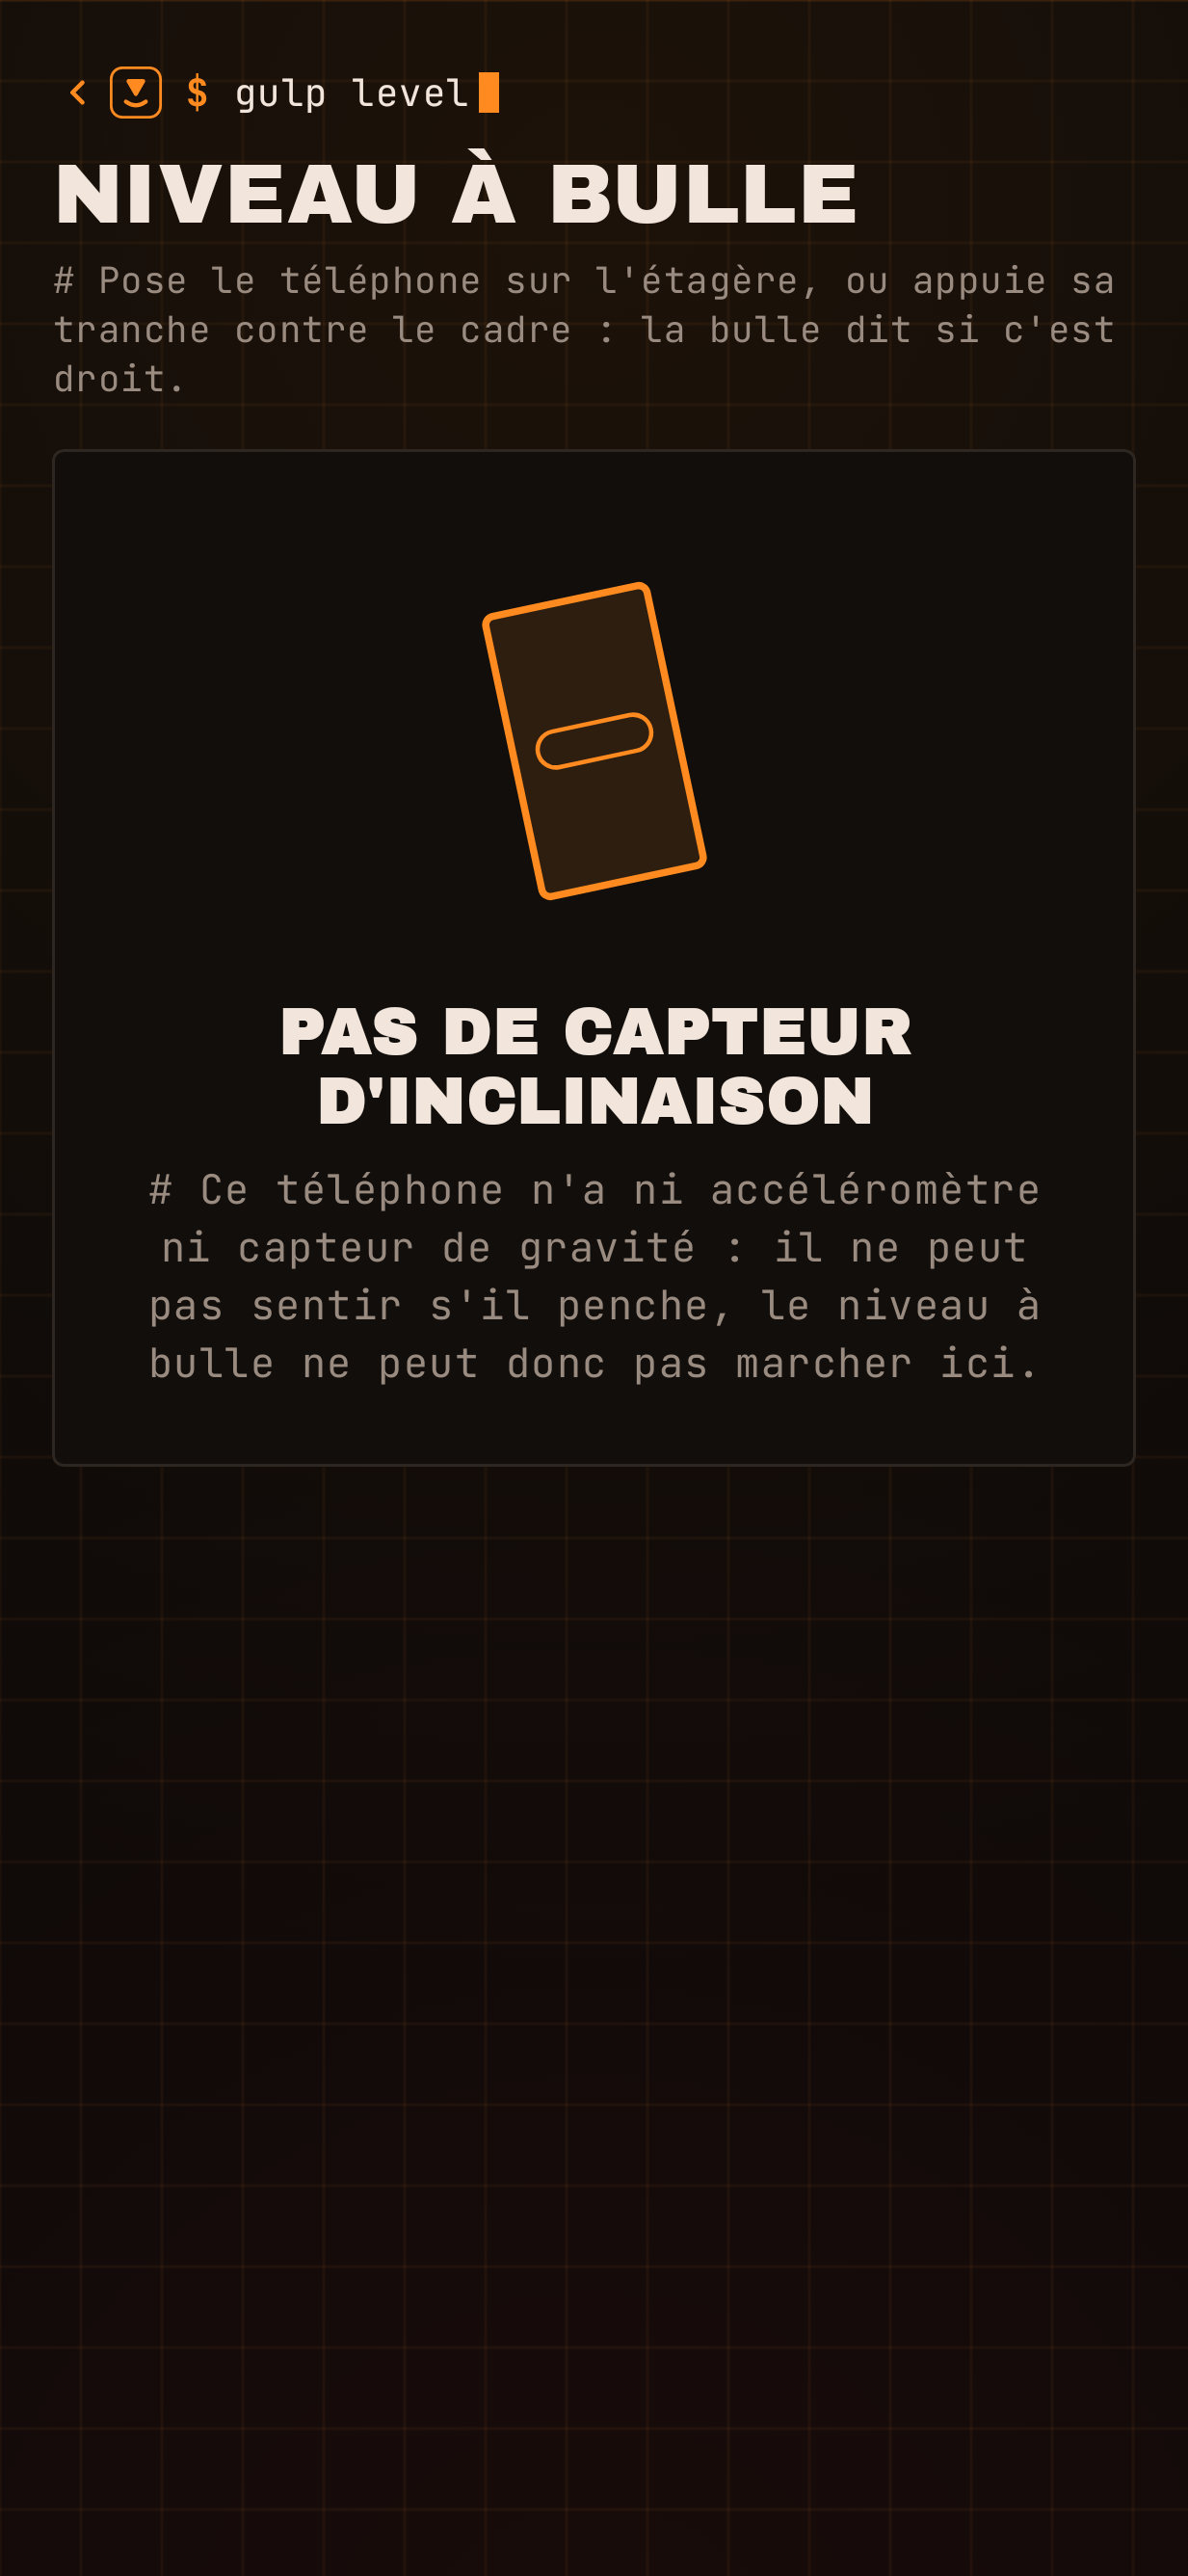 $ gulp level
NIVEAU À BULLE
# Pose le téléphone sur l'étagère, ou appuie sa
tranche contre le cadre : la bulle dit si c'est
droit.
PAS DE CAPTEUR
D'INCLINAISON
# Ce téléphone n'a ni accéléromètre
ni capteur de gravité : il ne peut
pas sentir s'il penche, le niveau à
bulle ne peut donc pas marcher ici.